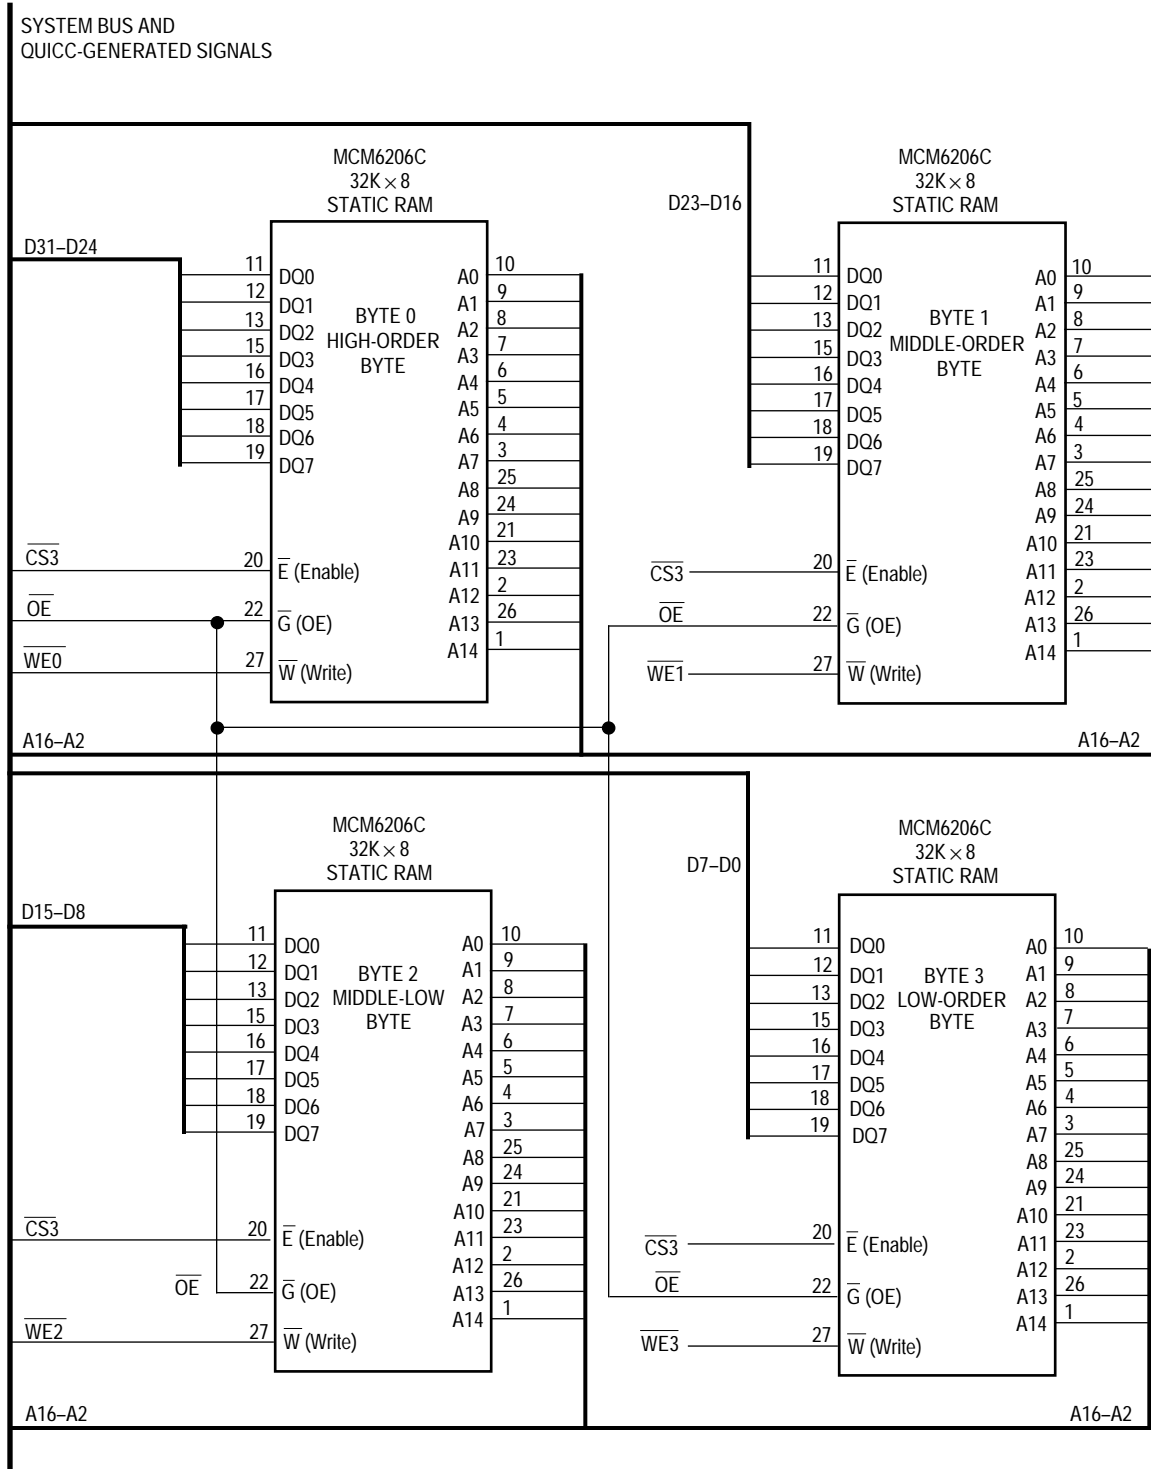 SYSTEM BUS AND
QUICC-GENERATED SIGNALS
MCM6206C
32K × 8
STATIC RAM
D31–D24
11 DQ0
12 DQ1
13 DQ2
15 DQ3
16 DQ4
17 DQ5
18 DQ6
19 DQ7
BYTE 0
HIGH-ORDER
BYTE
A0 10
A1 9
A2 8
A3 7
A4 6
A5 5
A6 4
A7 3
A8 25
A9 24
A10 21
A11 23
A12 2
A13 26
A14 1
C̅S̅3̅ 20 E̅ (Enable)
O̅E̅ 22 G̅ (OE)
W̅E̅0̅ 27 W̅ (Write)
A16–A2
MCM6206C
32K × 8
STATIC RAM
D23–D16
11 DQ0
12 DQ1
13 DQ2
15 DQ3
16 DQ4
17 DQ5
18 DQ6
19 DQ7
BYTE 1
MIDDLE-ORDER
BYTE
A0 10
A1 9
A2 8
A3 7
A4 6
A5 5
A6 4
A7 3
A8 25
A9 24
A10 21
A11 23
A12 2
A13 26
A14 1
C̅S̅3̅ 20 E̅ (Enable)
O̅E̅ 22 G̅ (OE)
W̅E̅1̅ 27 W̅ (Write)
A16–A2
MCM6206C
32K × 8
STATIC RAM
D15–D8
11 DQ0
12 DQ1
13 DQ2
15 DQ3
16 DQ4
17 DQ5
18 DQ6
19 DQ7
BYTE 2
MIDDLE-LOW
BYTE
A0 10
A1 9
A2 8
A3 7
A4 6
A5 5
A6 4
A7 3
A8 25
A9 24
A10 21
A11 23
A12 2
A13 26
A14 1
C̅S̅3̅ 20 E̅ (Enable)
O̅E̅ 22 G̅ (OE)
W̅E̅2̅ 27 W̅ (Write)
A16–A2
MCM6206C
32K × 8
STATIC RAM
D7–D0
11 DQ0
12 DQ1
13 DQ2
15 DQ3
16 DQ4
17 DQ5
18 DQ6
19 DQ7
BYTE 3
LOW-ORDER
BYTE
A0 10
A1 9
A2 8
A3 7
A4 6
A5 5
A6 4
A7 3
A8 25
A9 24
A10 21
A11 23
A12 2
A13 26
A14 1
C̅S̅3̅ 20 E̅ (Enable)
O̅E̅ 22 G̅ (OE)
W̅E̅3̅ 27 W̅ (Write)
A16–A2